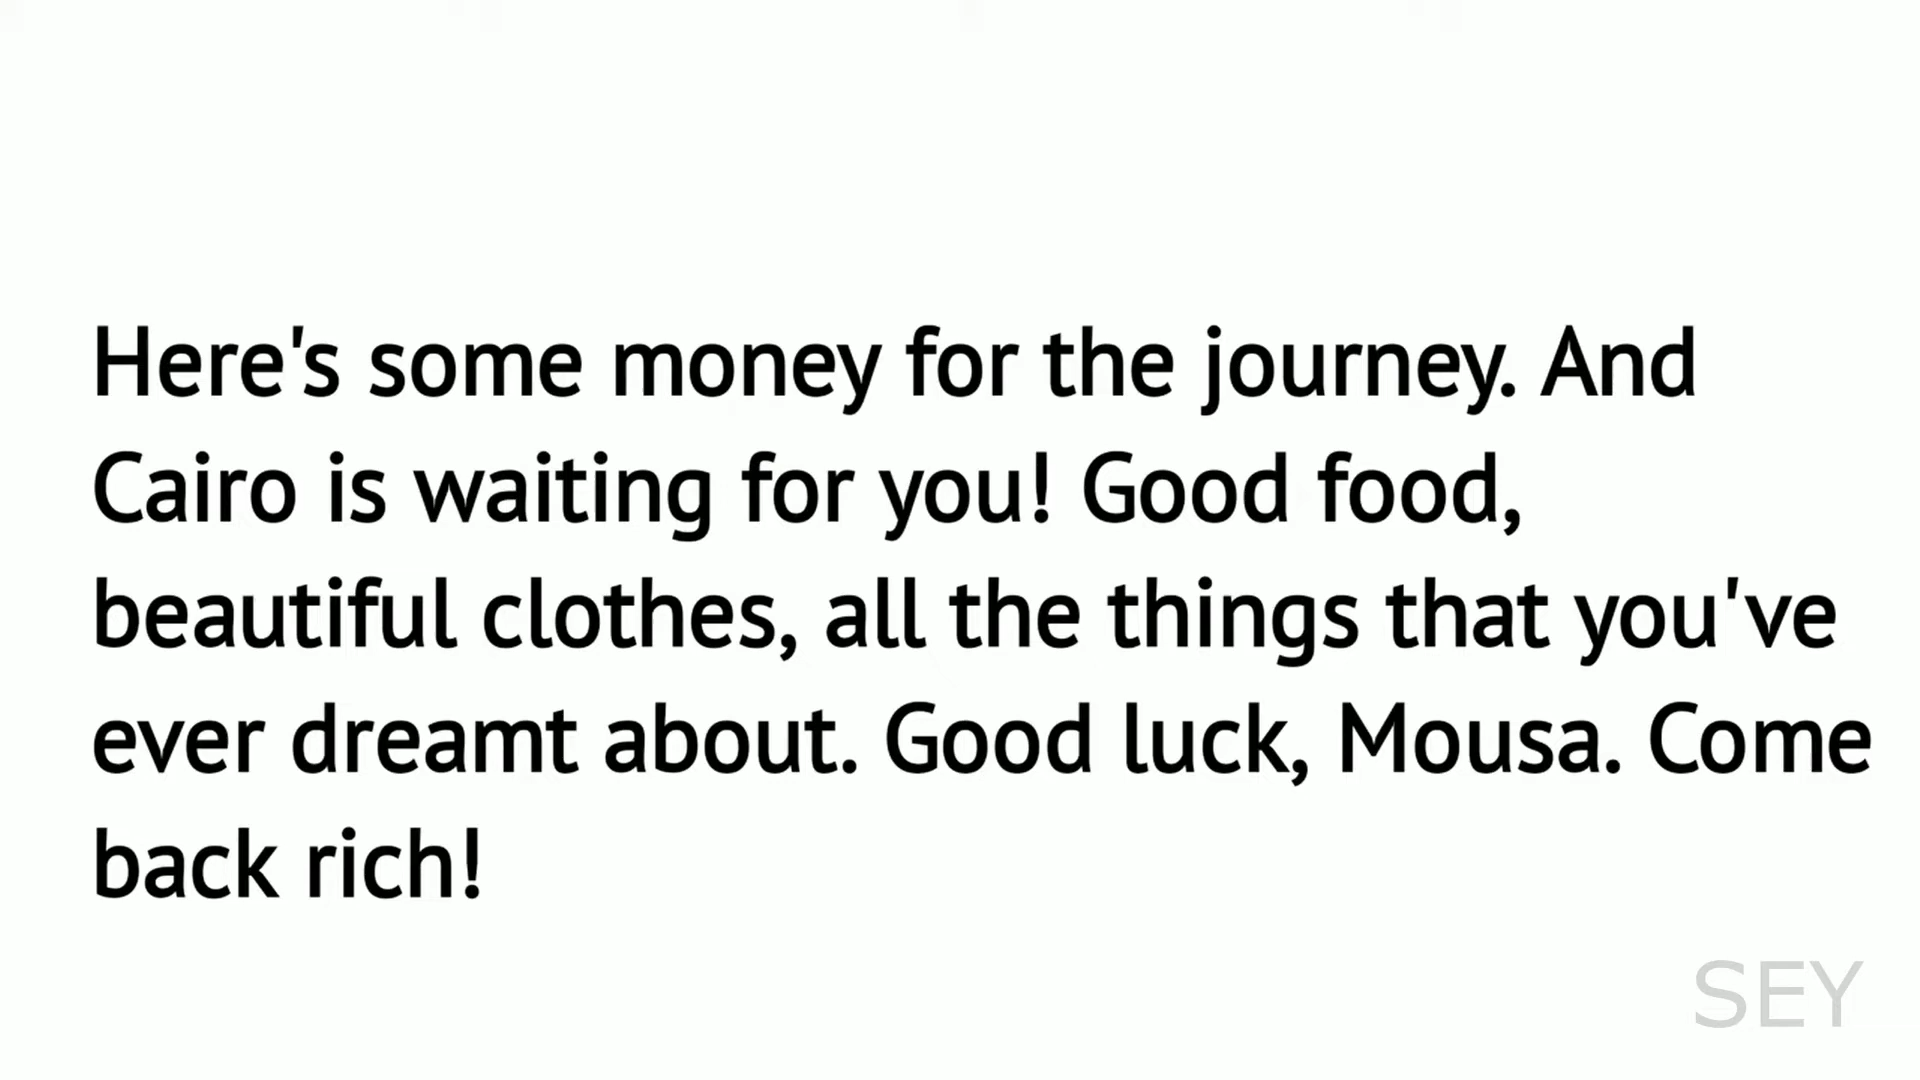 Here's some money for the journey. And
Cairo is waiting for you! Good food,
beautiful clothes, all the things that you've
ever dreamt about. Good luck, Mousa. Come
back rich!
SEY